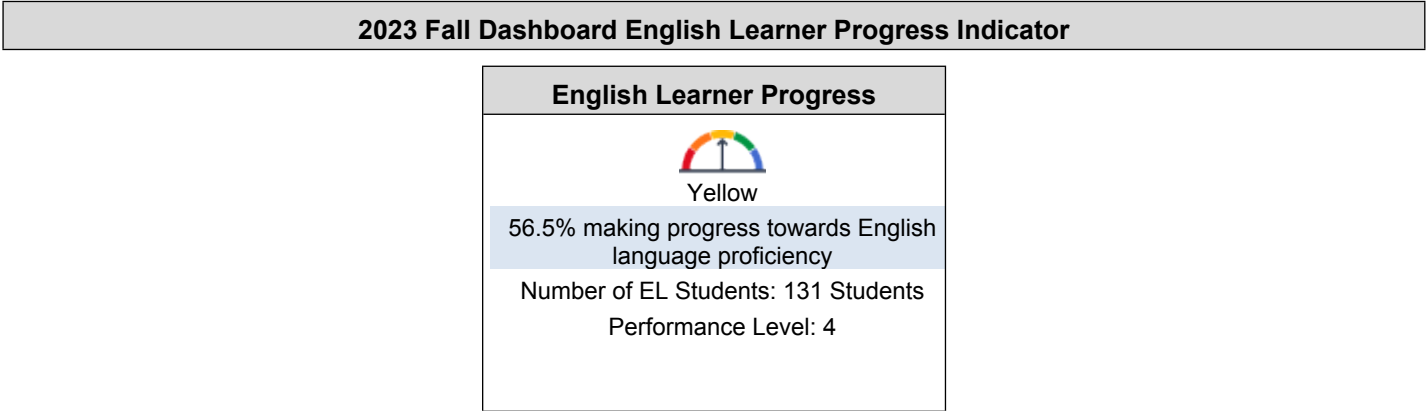 2023 Fall Dashboard English Learner Progress Indicator
English Learner Progress
Yellow
56.5% making progress towards English
language proficiency
Number of EL Students: 131 Students
Performance Level: 4